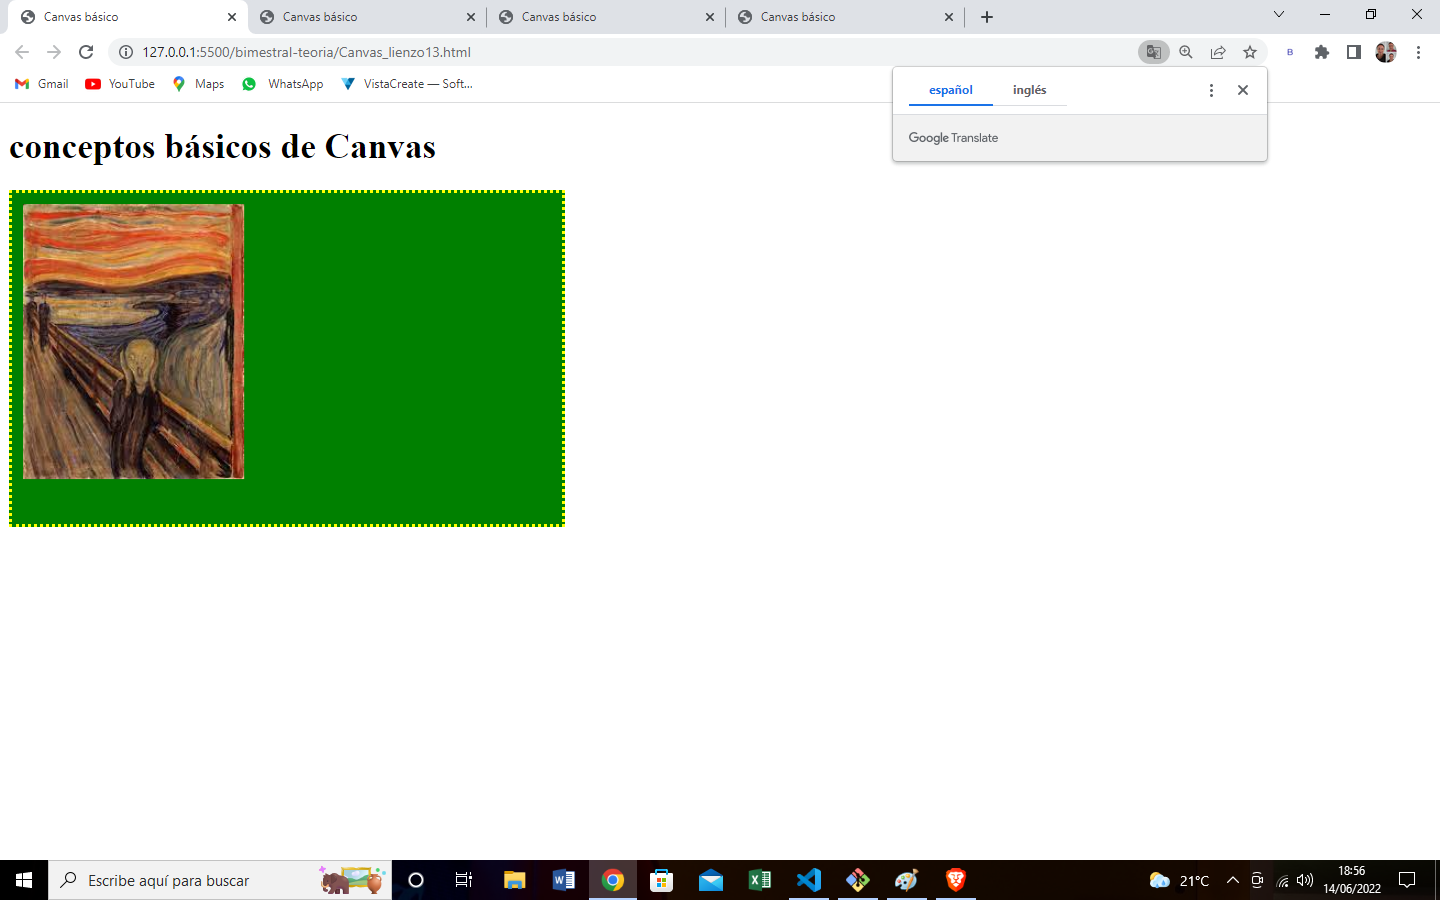 Canvas básico
Canvas básico
Canvas básico
Canvas básico
127.0.0.1:5500/bimestral-teoria/Canvas_lienzo13.html
B
Gmail
YouTube
Maps
WhatsApp
VistaCreate — Soft...
español
inglés
Google Translate
conceptos básicos de Canvas
Escribe aquí para buscar
21°C
18:56
14/06/2022